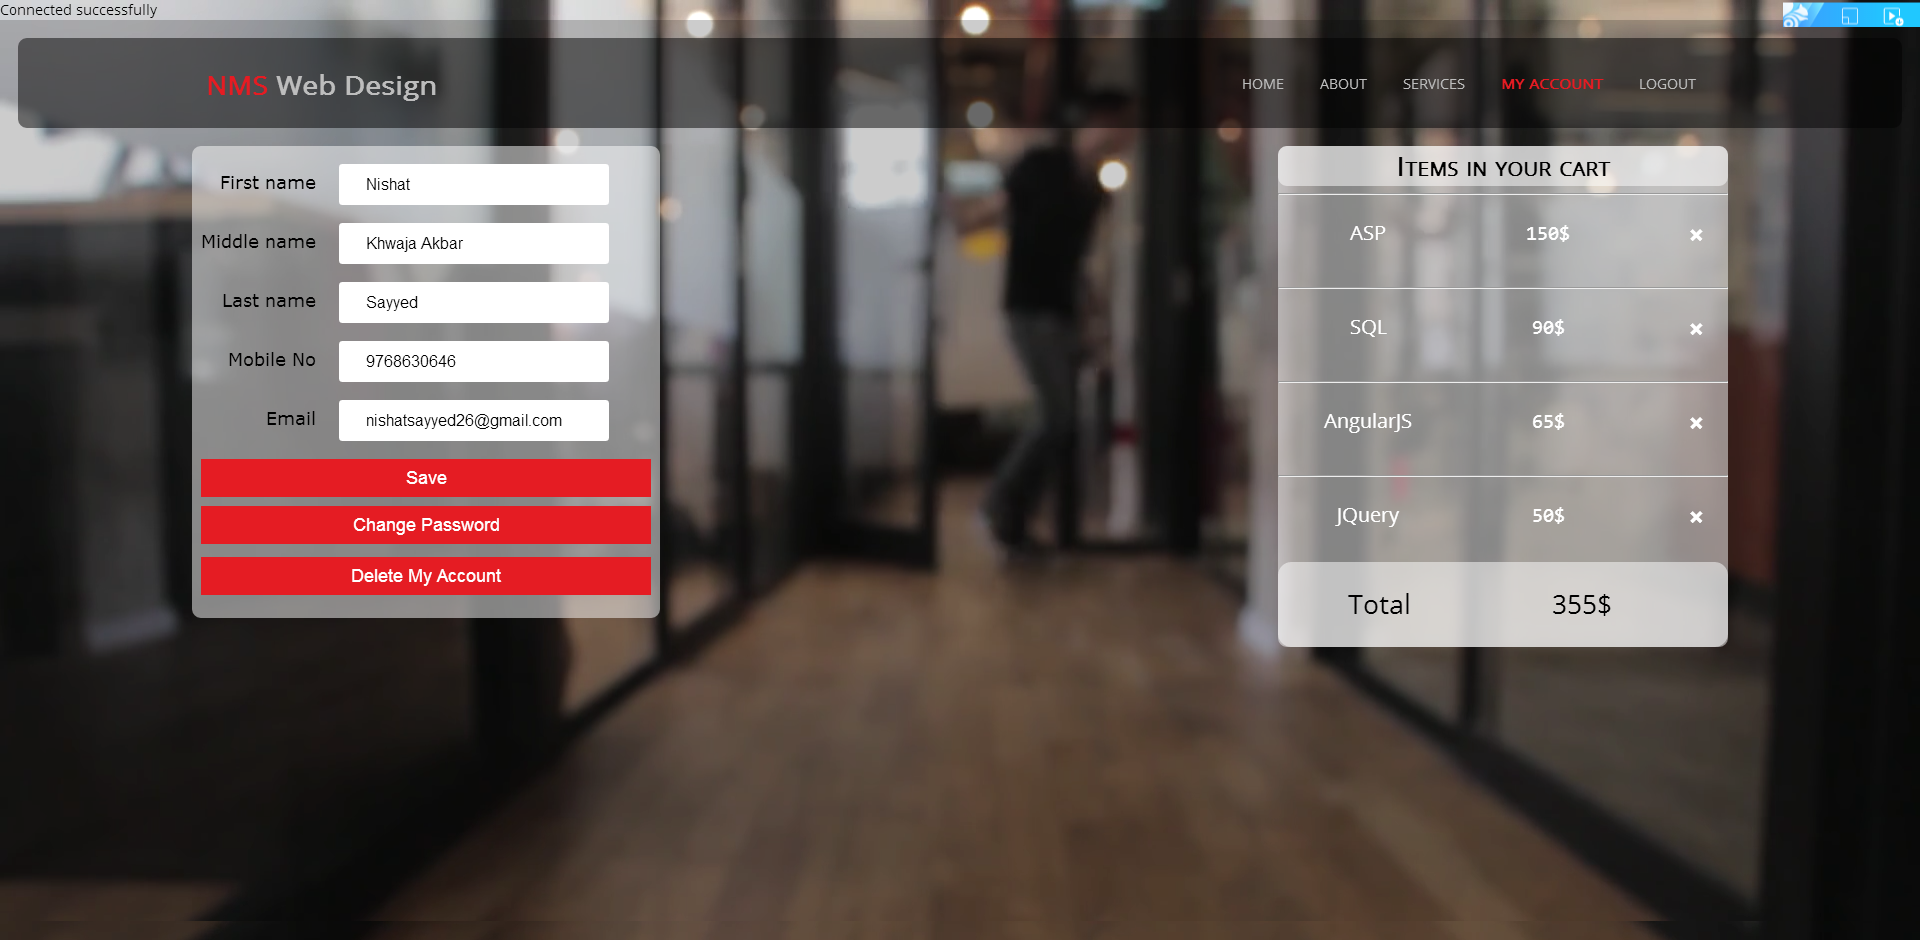 Connected successfully
NMS Web Design
HOME ABOUT SERVICES MY ACCOUNT LOGOUT
First name Nishat
Middle name Khwaja Akbar
Last name Sayyed
Mobile No 9768630646
Email nishatsayyed26@gmail.com
Save
Change Password
Delete My Account
Items in your cart
ASP 150$ ×
SQL 90$ ×
AngularJS 65$ ×
JQuery 50$ ×
Total 355$